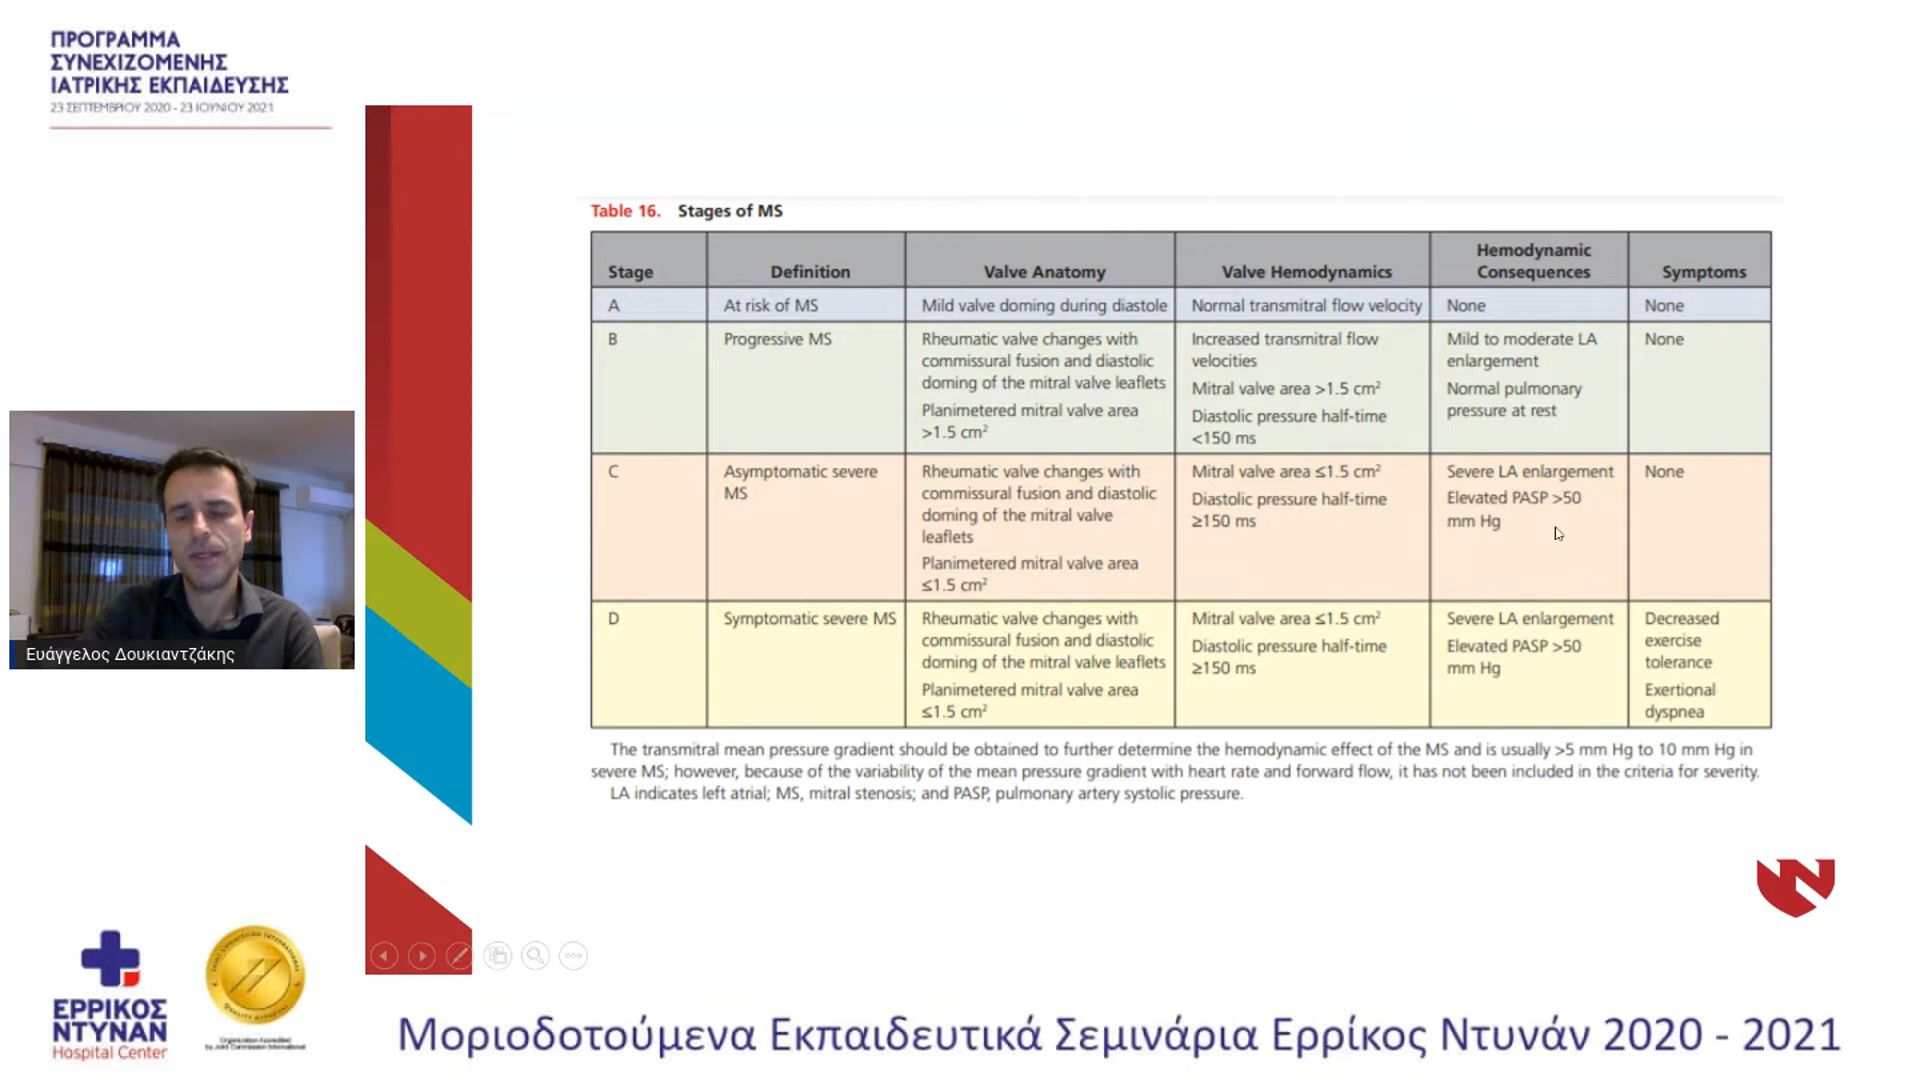 ΠΡΟΓΡΑΜΜΑ
ΣΥΝΕΧΙΖΟΜΕΝΗΣ
ΙΑΤΡΙΚΗΣ ΕΚΠΑΙΔΕΥΣΗΣ
23 ΣΕΠΤΕΜΒΡΙΟΥ 2020 - 23 ΙΟΥΝΙΟΥ 2021
Table 16. Stages of MS
Stage Definition Valve Anatomy Valve Hemodynamics Hemodynamic Consequences Symptoms
A At risk of MS Mild valve doming during diastole Normal transmitral flow velocity None None
B Progressive MS Rheumatic valve changes with Increased transmitral flow Mild to moderate LA None
commissural fusion and diastolic velocities enlargement
doming of the mitral valve leaflets Mitral valve area >1.5 cm² Normal pulmonary
Planimetered mitral valve area Diastolic pressure half-time pressure at rest
>1.5 cm² <150 ms
C Asymptomatic severe Rheumatic valve changes with Mitral valve area ≤1.5 cm² Severe LA enlargement None
MS commissural fusion and diastolic Diastolic pressure half-time Elevated PASP >50
doming of the mitral valve ≥150 ms mm Hg
leaflets
Planimetered mitral valve area
≤1.5 cm²
D Symptomatic severe MS Rheumatic valve changes with Mitral valve area ≤1.5 cm² Severe LA enlargement Decreased
commissural fusion and diastolic Diastolic pressure half-time Elevated PASP >50 exercise
doming of the mitral valve leaflets ≥150 ms mm Hg tolerance
Planimetered mitral valve area Exertional
≤1.5 cm² dyspnea
The transmitral mean pressure gradient should be obtained to further determine the hemodynamic effect of the MS and is usually >5 mm Hg to 10 mm Hg in
severe MS; however, because of the variability of the mean pressure gradient with heart rate and forward flow, it has not been included in the criteria for severity.
LA indicates left atrial; MS, mitral stenosis; and PASP, pulmonary artery systolic pressure.
Ευάγγελος Δουκιαντζάκης
ΕΡΡΙΚΟΣ
ΝΤΥΝΑΝ
Hospital Center
Organization Accredited
by Joint Commission International
Μοριοδοτούμενα Εκπαιδευτικά Σεμινάρια Ερρίκος Ντυνάν 2020 - 2021